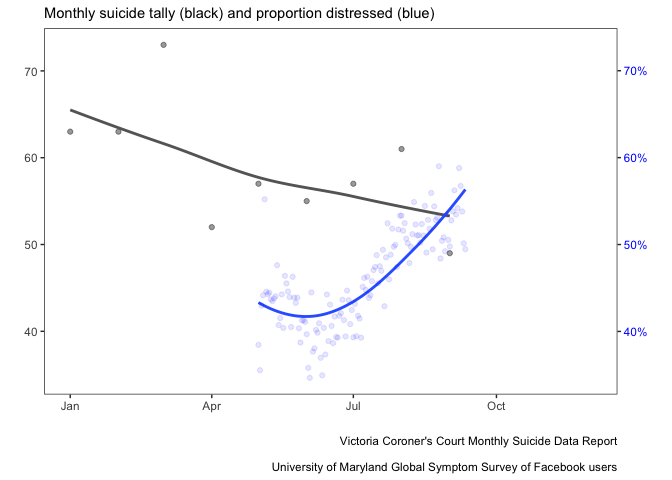 Monthly suicide tally (black) and proportion distressed (blue)
70
60
50
40
70%
60%
50%
40%
Jan Apr Jul Oct
Victoria Coroner's Court Monthly Suicide Data Report
University of Maryland Global Symptom Survey of Facebook users